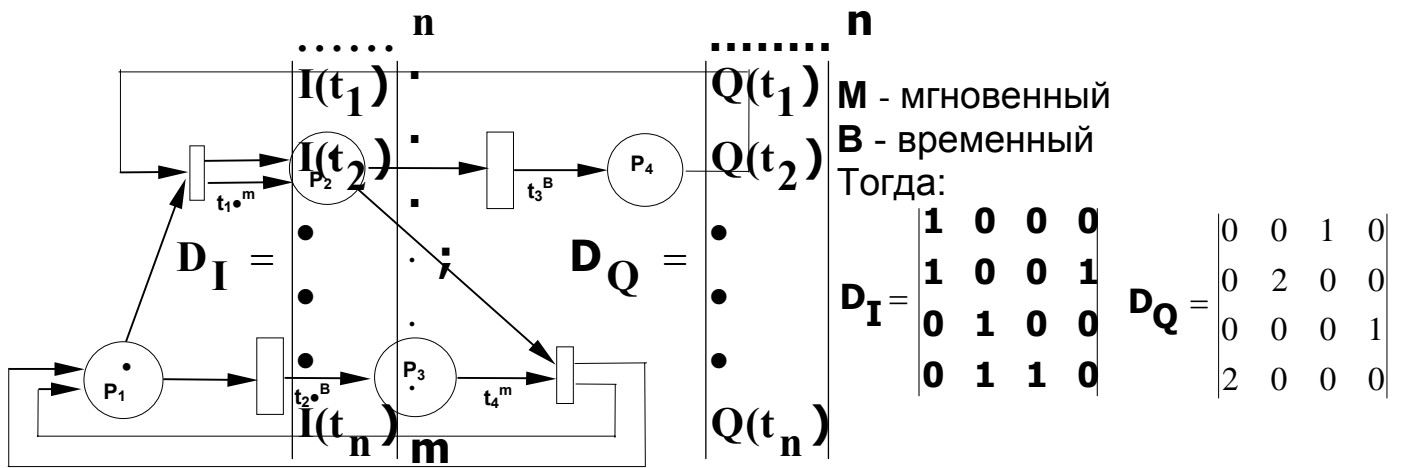 n n
...... ........
I(t1) Q(t1)
I(t2) Q(t2)
DI = ; DQ =
I(tn) Q(tn)
m
P2 P4
t1•m t3B
P1 P3
t2•B t4m
М - мгновенный
В - временный
Тогда:
DI =
1 0 0 0
1 0 0 1
0 1 0 0
0 1 1 0
DQ =
0 0 1 0
0 2 0 0
0 0 0 1
2 0 0 0